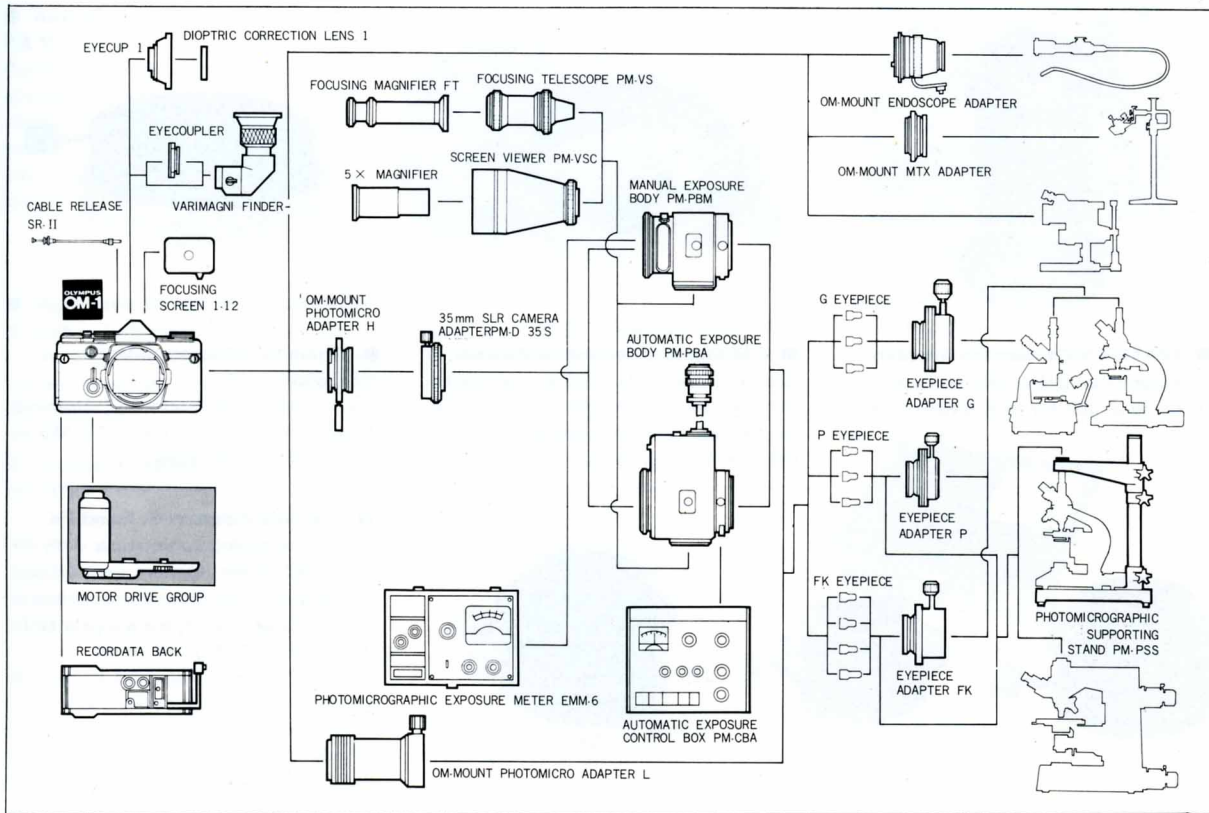 DIOPTRIC CORRECTION LENS 1
EYECUP 1
EYECOUPLER
VARIMAGNI FINDER-
CABLE RELEASE
SR-II
FOCUSING
SCREEN 1-12
OLYMPUS
OM-1
MOTOR DRIVE GROUP
RECORDATA BACK
FOCUSING MAGNIFIER FT
FOCUSING TELESCOPE PM-VS
5× MAGNIFIER
SCREEN VIEWER PM-VSC
OM-MOUNT
PHOTOMICRO
ADAPTER H
35mm SLR CAMERA
ADAPTERPM-D 35S
MANUAL EXPOSURE
BODY PM-PBM
AUTOMATIC EXPOSURE
BODY PM-PBA
PHOTOMICROGRAPHIC EXPOSURE METER EMM-6
AUTOMATIC EXPOSURE
CONTROL BOX PM-CBA
OM-MOUNT PHOTOMICRO ADAPTER L
OM-MOUNT ENDOSCOPE ADAPTER
OM-MOUNT MTX ADAPTER
G EYEPIECE
EYEPIECE
ADAPTER G
P EYEPIECE
EYEPIECE
ADAPTER P
FK EYEPIECE
EYEPIECE
ADAPTER FK
PHOTOMICROGRAPHIC
SUPPORTING
STAND PM-PSS